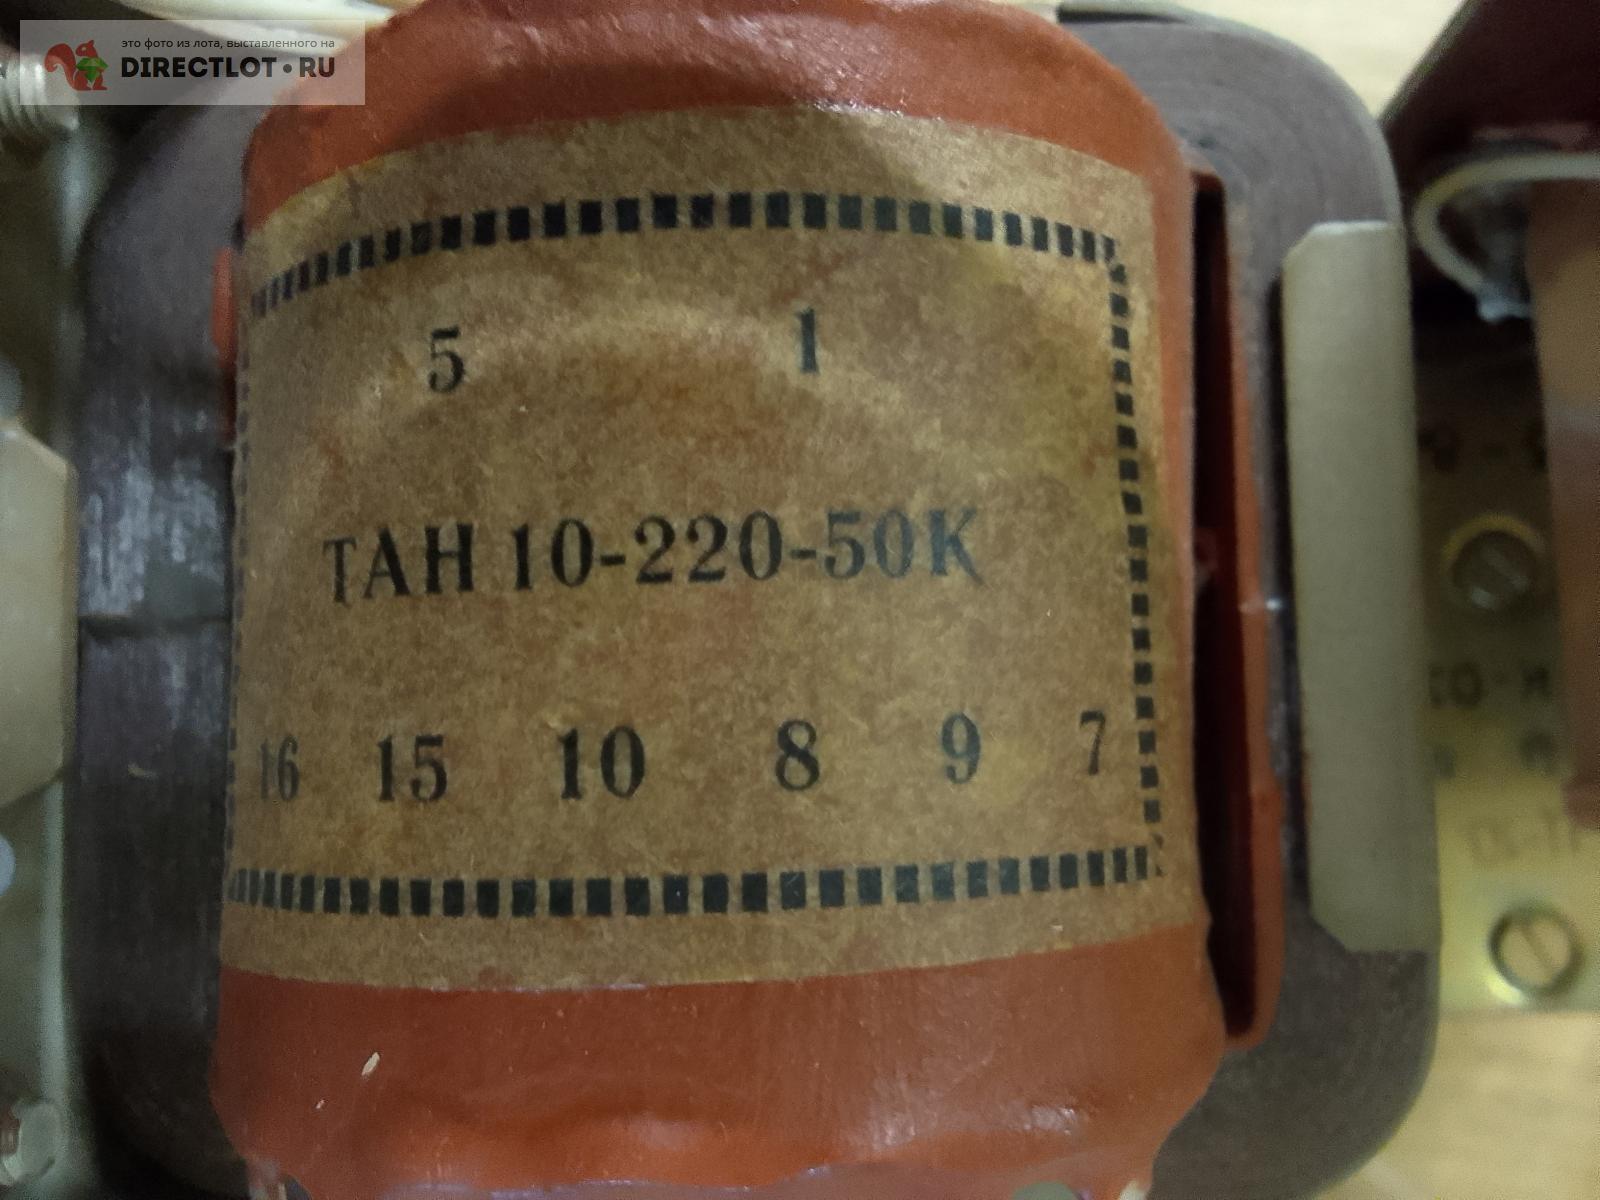 это фото из лота, выставленного на
DIRECTLOT•RU
5 1
ТАН 10-220-50К
16 15 10 8 9 7